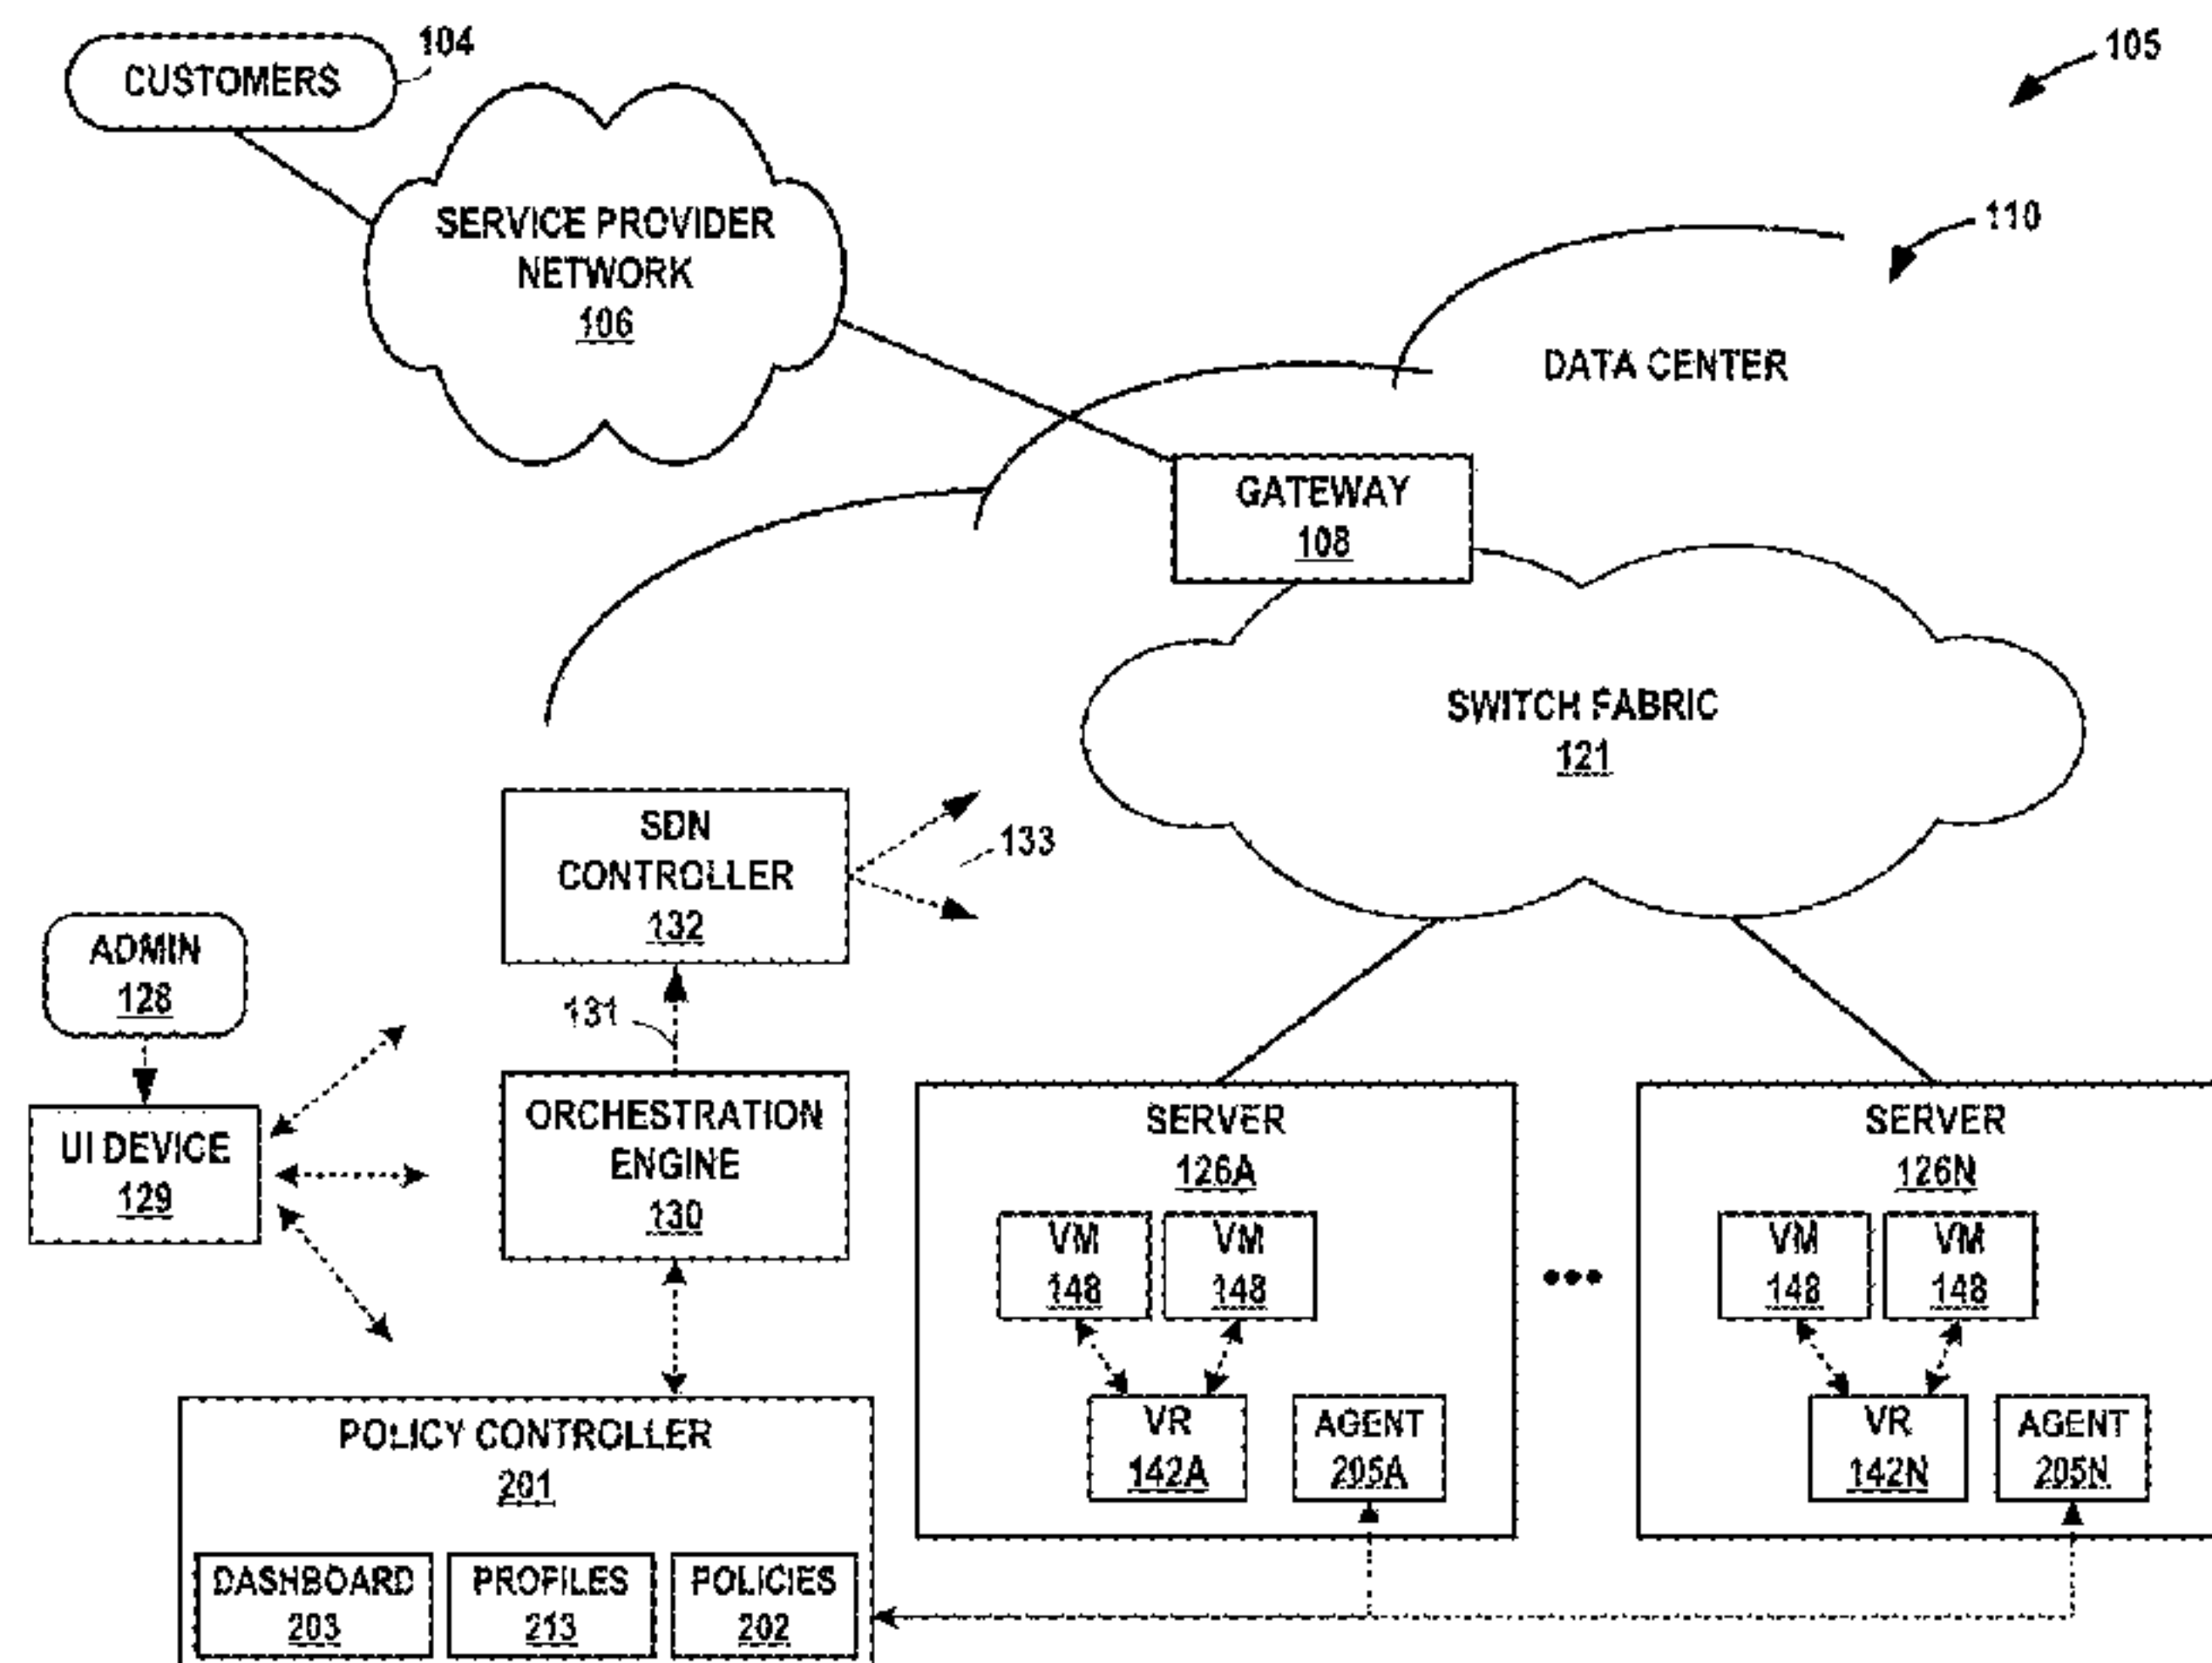 CUSTOMERS
104
105
SERVICE PROVIDER
NETWORK
106
110
DATA CENTER
GATEWAY
108
SWITCH FABRIC
121
SDN
CONTROLLER
132
133
ADMIN
128
131
UI DEVICE
129
ORCHESTRATION
ENGINE
130
SERVER
126A
VM
148
VM
148
VR
142A
AGENT
205A
SERVER
126N
VM
148
VM
148
VR
142N
AGENT
205N
POLICY CONTROLLER
201
DASHBOARD
203
PROFILES
213
POLICIES
202